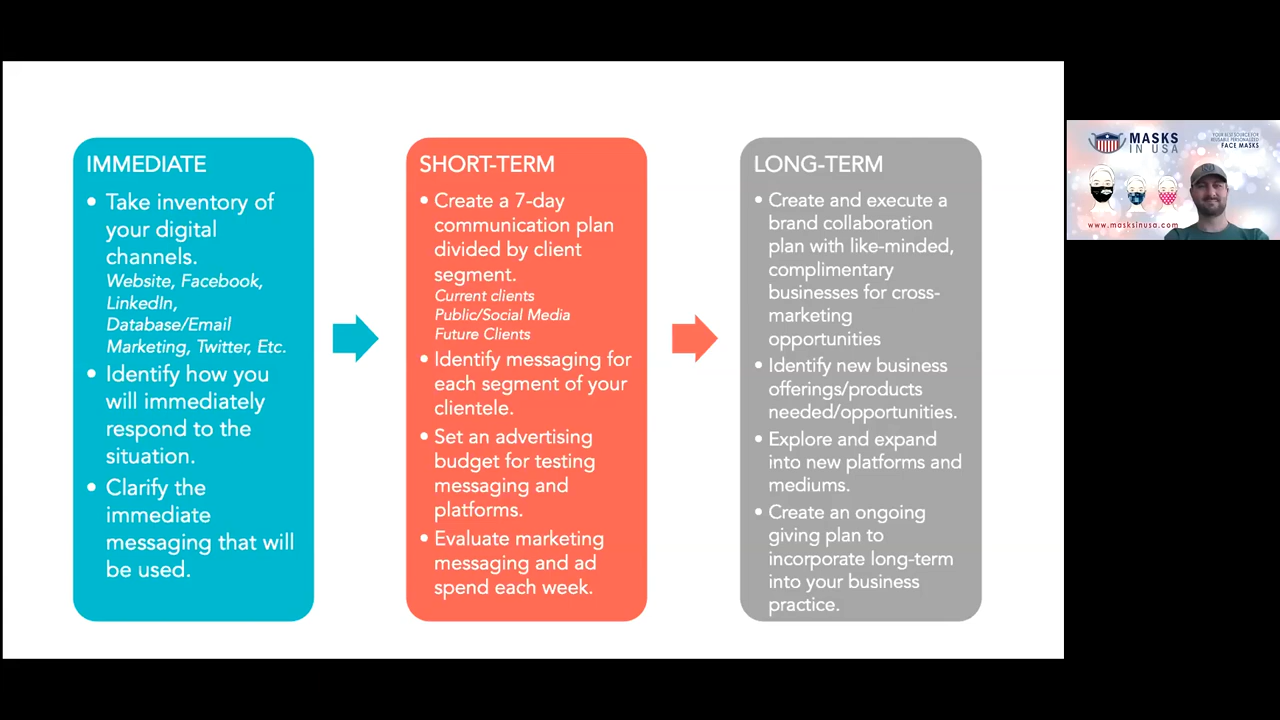 IMMEDIATE
• Take inventory of
your digital
channels.
Website, Facebook,
LinkedIn,
Database/Email
Marketing, Twitter, Etc.
• Identify how you
will immediately
respond to the
situation.
• Clarify the
immediate
messaging that will
be used.
SHORT-TERM
• Create a 7-day
communication plan
divided by client
segment.
Current clients
Public/Social Media
Future Clients
• Identify messaging for
each segment of your
clientele.
• Set an advertising
budget for testing
messaging and
platforms.
• Evaluate marketing
messaging and ad
spend each week.
LONG-TERM
• Create and execute a
brand collaboration
plan with like-minded,
complimentary
businesses for cross-
marketing
opportunities
• Identify new business
offerings/products
needed/opportunities.
• Explore and expand
into new platforms and
mediums.
• Create an ongoing
giving plan to
incorporate long-term
into your business
practice.
MASKS
IN USA
YOUR BEST SOURCE FOR
REUSABLE PERSONALIZED
FACE MASKS
www.masksinusa.com